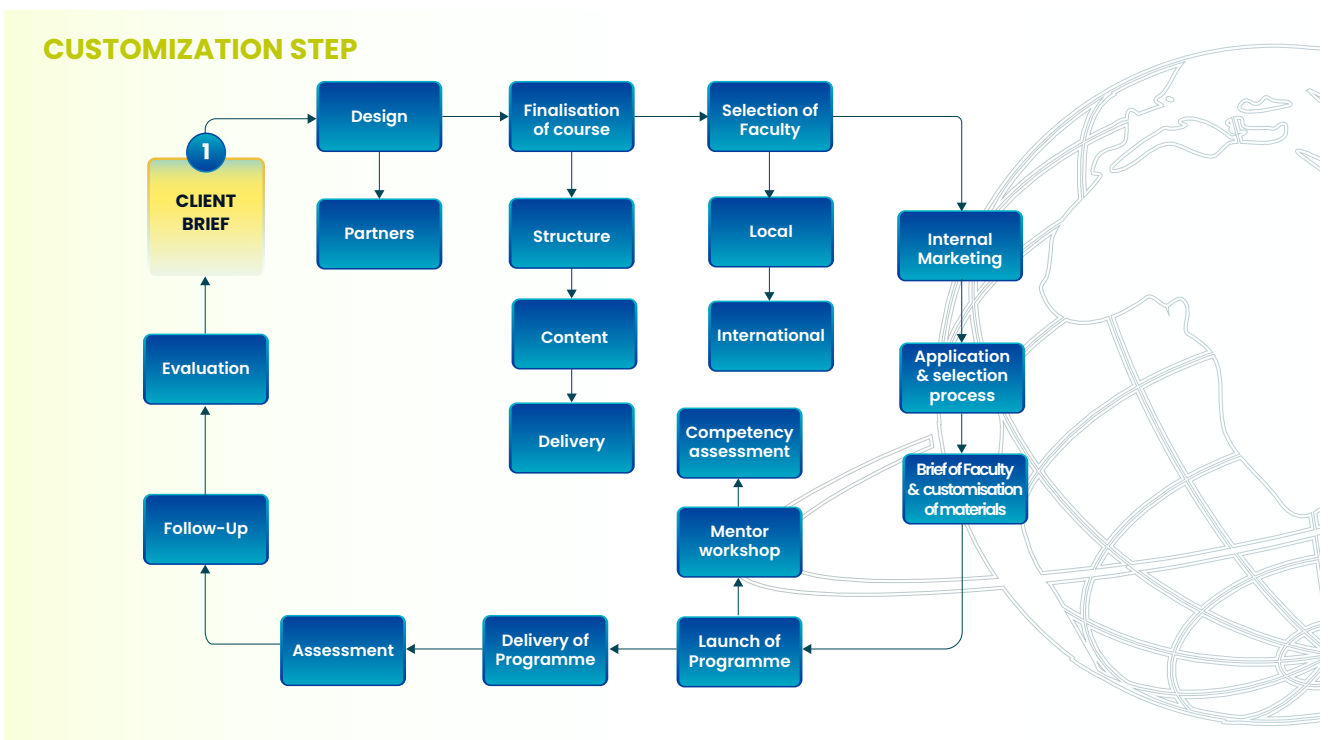 CUSTOMIZATION STEP
1
CLIENT
BRIEF
Design
Partners
Finalisation
of course
Structure
Content
Delivery
Selection of
Faculty
Local
International
Internal
Marketing
Application
& selection
process
Brief of Faculty
& customisation
of materials
Launch of
Programme
Mentor
workshop
Competency
assessment
Delivery of
Programme
Assessment
Follow-Up
Evaluation